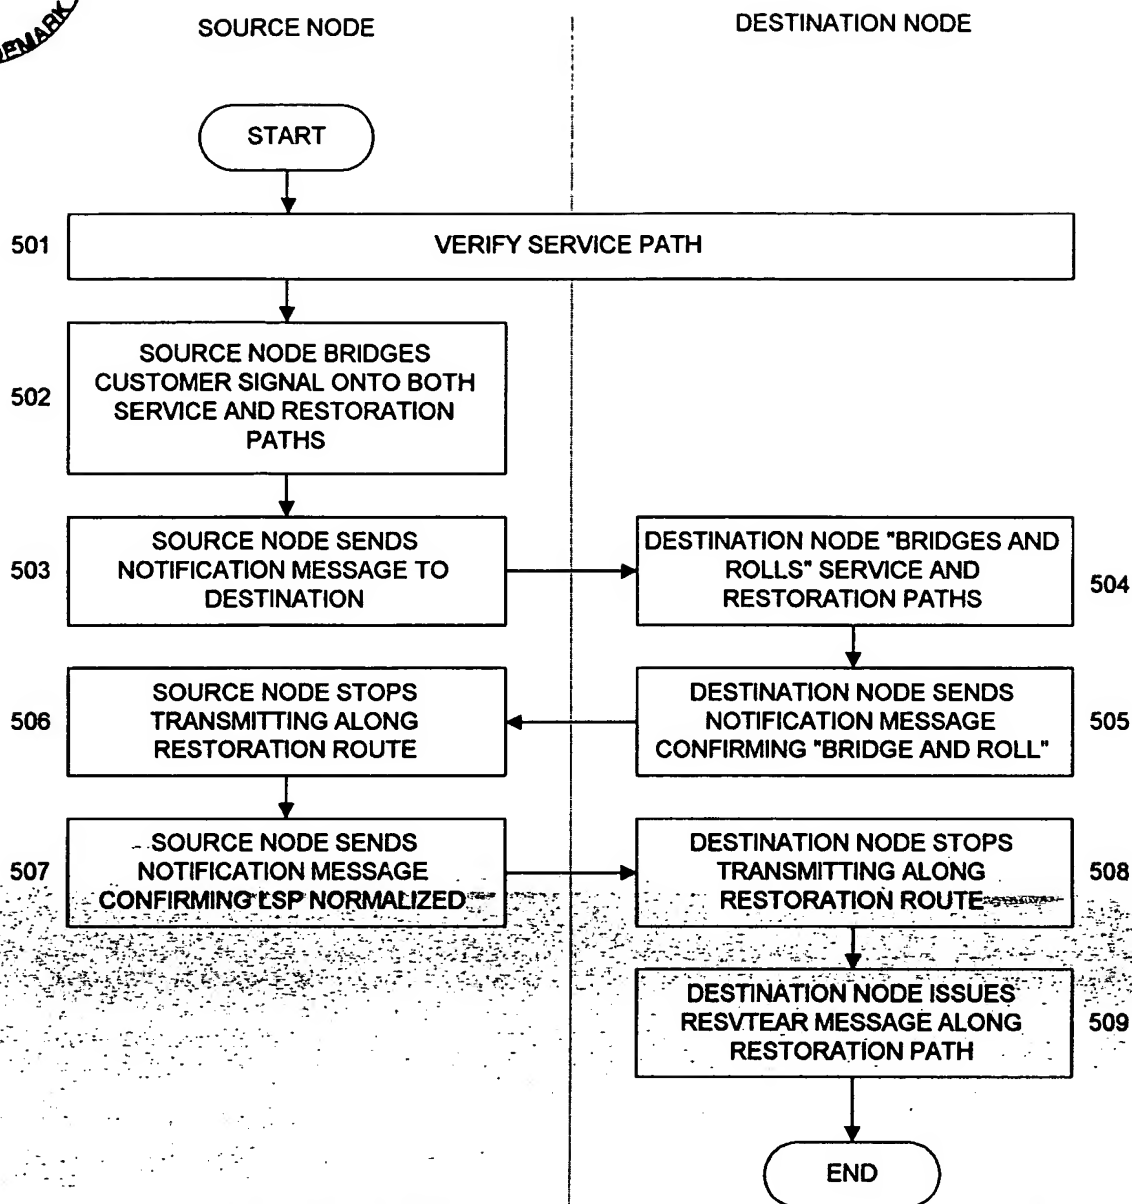 SOURCE NODE
DESTINATION NODE
START
501
VERIFY SERVICE PATH
502
SOURCE NODE BRIDGES
CUSTOMER SIGNAL ONTO BOTH
SERVICE AND RESTORATION
PATHS
503
SOURCE NODE SENDS
NOTIFICATION MESSAGE TO
DESTINATION
DESTINATION NODE "BRIDGES AND
ROLLS" SERVICE AND
RESTORATION PATHS
504
506
SOURCE NODE STOPS
TRANSMITTING ALONG
RESTORATION ROUTE
DESTINATION NODE SENDS
NOTIFICATION MESSAGE
CONFIRMING "BRIDGE AND ROLL"
505
507
SOURCE NODE SENDS
NOTIFICATION MESSAGE
CONFIRMING LSP NORMALIZED
DESTINATION NODE STOPS
TRANSMITTING ALONG
RESTORATION ROUTE
508
DESTINATION NODE ISSUES
RESVTEAR MESSAGE ALONG
RESTORATION PATH
509
END